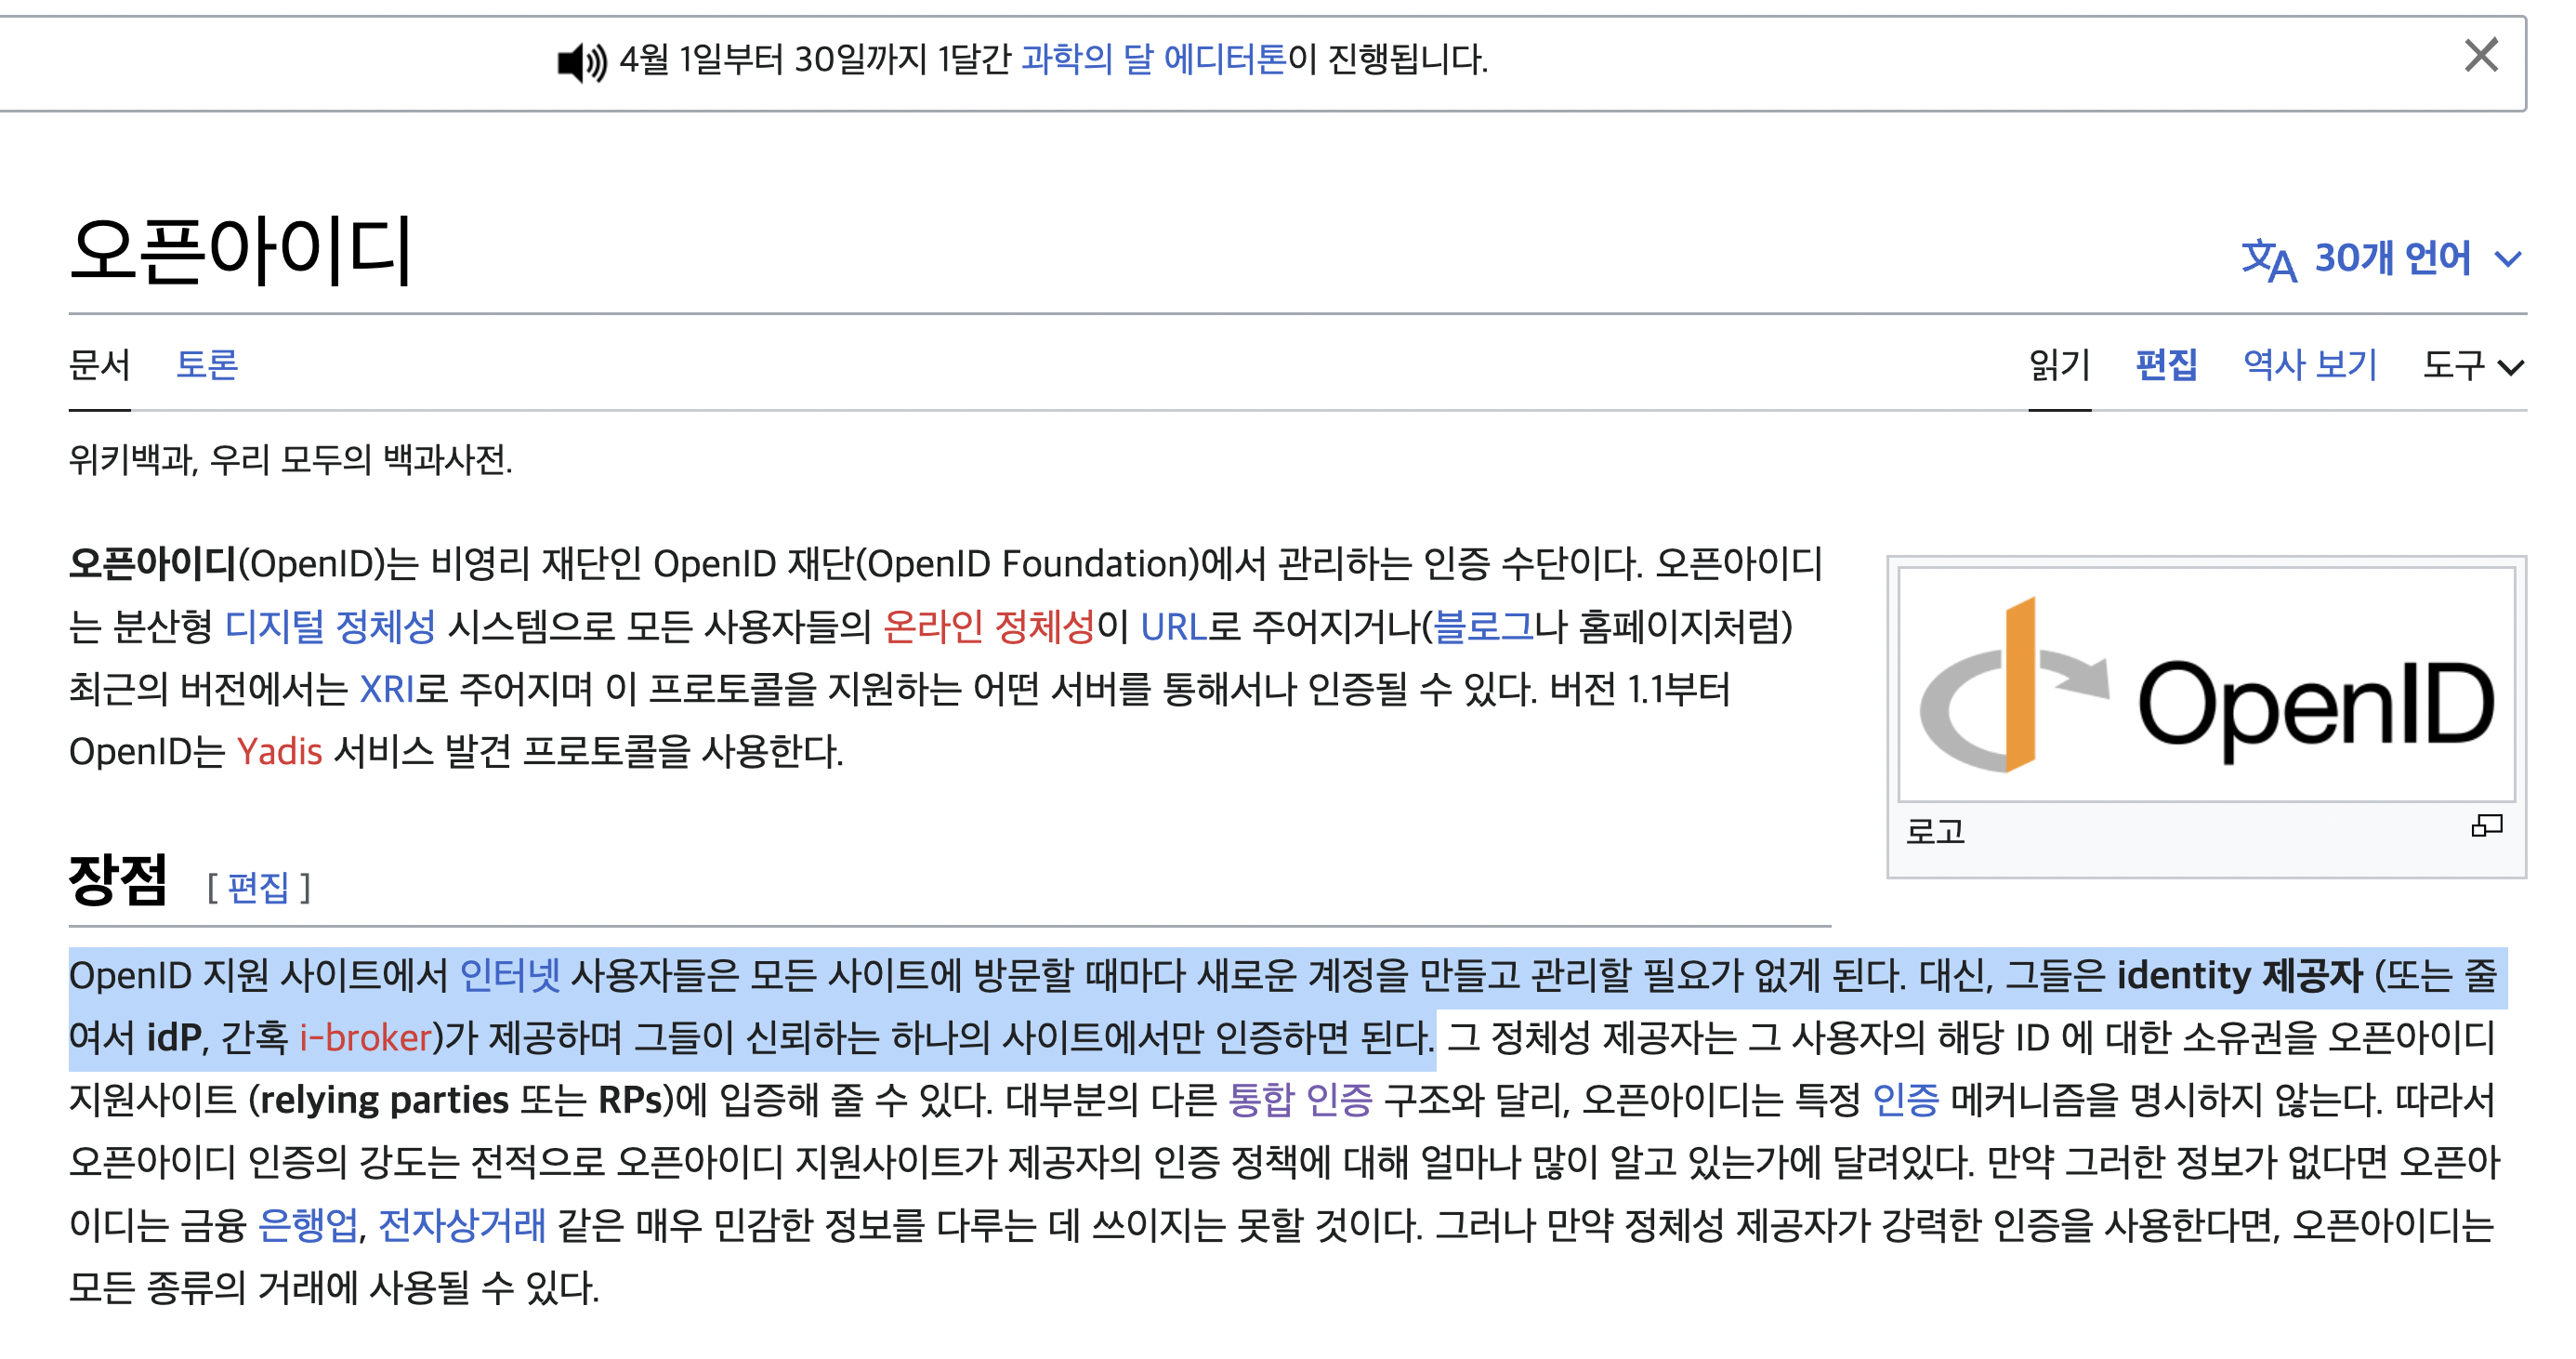 4월 1일부터 30일까지 1달간 과학의 달 에디터톤이 진행됩니다.
오픈아이디
30개 언어
문서 토론 읽기 편집 역사 보기 도구
위키백과, 우리 모두의 백과사전.
오픈아이디(OpenID)는 비영리 재단인 OpenID 재단(OpenID Foundation)에서 관리하는 인증 수단이다. 오픈아이디
는 분산형 디지털 정체성 시스템으로 모든 사용자들의 온라인 정체성이 URL로 주어지거나(블로그나 홈페이지처럼)
최근의 버전에서는 XRI로 주어지며 이 프로토콜을 지원하는 어떤 서버를 통해서나 인증될 수 있다. 버전 1.1부터
OpenID는 Yadis 서비스 발견 프로토콜을 사용한다.
OpenID
로고
장점 [ 편집 ]
OpenID 지원 사이트에서 인터넷 사용자들은 모든 사이트에 방문할 때마다 새로운 계정을 만들고 관리할 필요가 없게 된다. 대신, 그들은 identity 제공자 (또는 줄
여서 idP, 간혹 i-broker)가 제공하며 그들이 신뢰하는 하나의 사이트에서만 인증하면 된다. 그 정체성 제공자는 그 사용자의 해당 ID 에 대한 소유권을 오픈아이디
지원사이트 (relying parties 또는 RPs)에 입증해 줄 수 있다. 대부분의 다른 통합 인증 구조와 달리, 오픈아이디는 특정 인증 메커니즘을 명시하지 않는다. 따라서
오픈아이디 인증의 강도는 전적으로 오픈아이디 지원사이트가 제공자의 인증 정책에 대해 얼마나 많이 알고 있는가에 달려있다. 만약 그러한 정보가 없다면 오픈아
이디는 금융 은행업, 전자상거래 같은 매우 민감한 정보를 다루는 데 쓰이지는 못할 것이다. 그러나 만약 정체성 제공자가 강력한 인증을 사용한다면, 오픈아이디는
모든 종류의 거래에 사용될 수 있다.